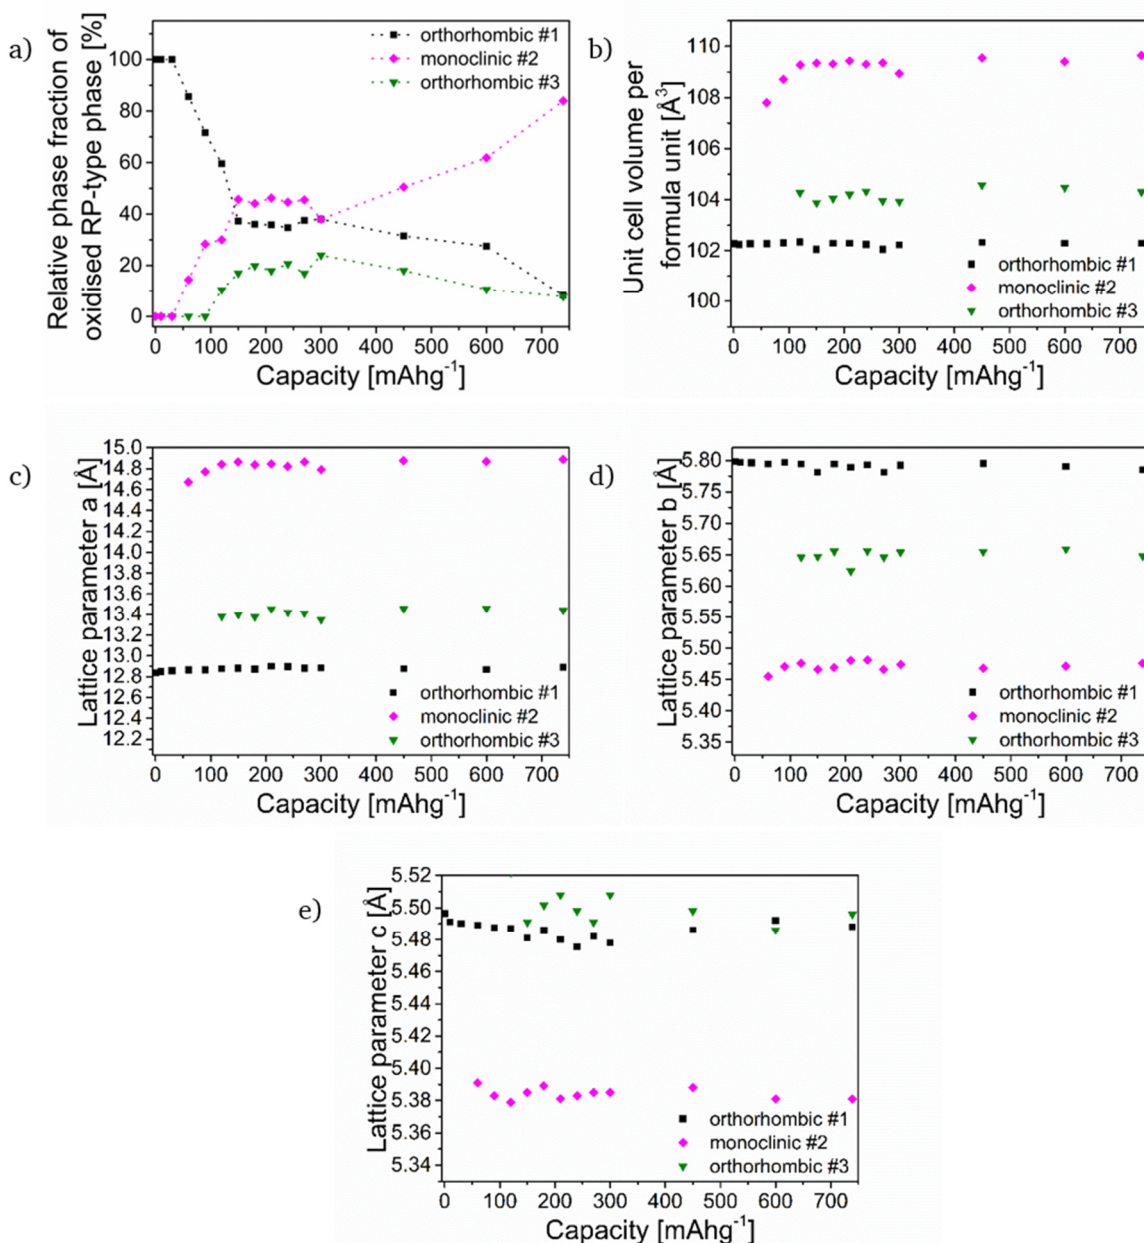 a)
Relative phase fraction of
oxidised RP-type phase [%]
100
80
60
40
20
0
orthorhombic #1
monoclinic #2
orthorhombic #3
0 100 200 300 400 500 600 700
Capacity [mAhg⁻¹]
b)
Unit cell volume per
formula unit [Å³]
110
108
106
104
102
100
orthorhombic #1
monoclinic #2
orthorhombic #3
0 100 200 300 400 500 600 700
Capacity [mAhg⁻¹]
c)
Lattice parameter a [Å]
15.0
14.8
14.6
14.4
14.2
14.0
13.8
13.6
13.4
13.2
13.0
12.8
12.6
12.4
12.2
orthorhombic #1
monoclinic #2
orthorhombic #3
0 100 200 300 400 500 600 700
Capacity [mAhg⁻¹]
d)
Lattice parameter b [Å]
5.80
5.75
5.70
5.65
5.60
5.55
5.50
5.45
5.40
5.35
orthorhombic #1
monoclinic #2
orthorhombic #3
0 100 200 300 400 500 600 700
Capacity [mAhg⁻¹]
e)
Lattice parameter c [Å]
5.52
5.50
5.48
5.46
5.44
5.42
5.40
5.38
5.36
5.34
orthorhombic #1
monoclinic #2
orthorhombic #3
0 100 200 300 400 500 600 700
Capacity [mAhg⁻¹]